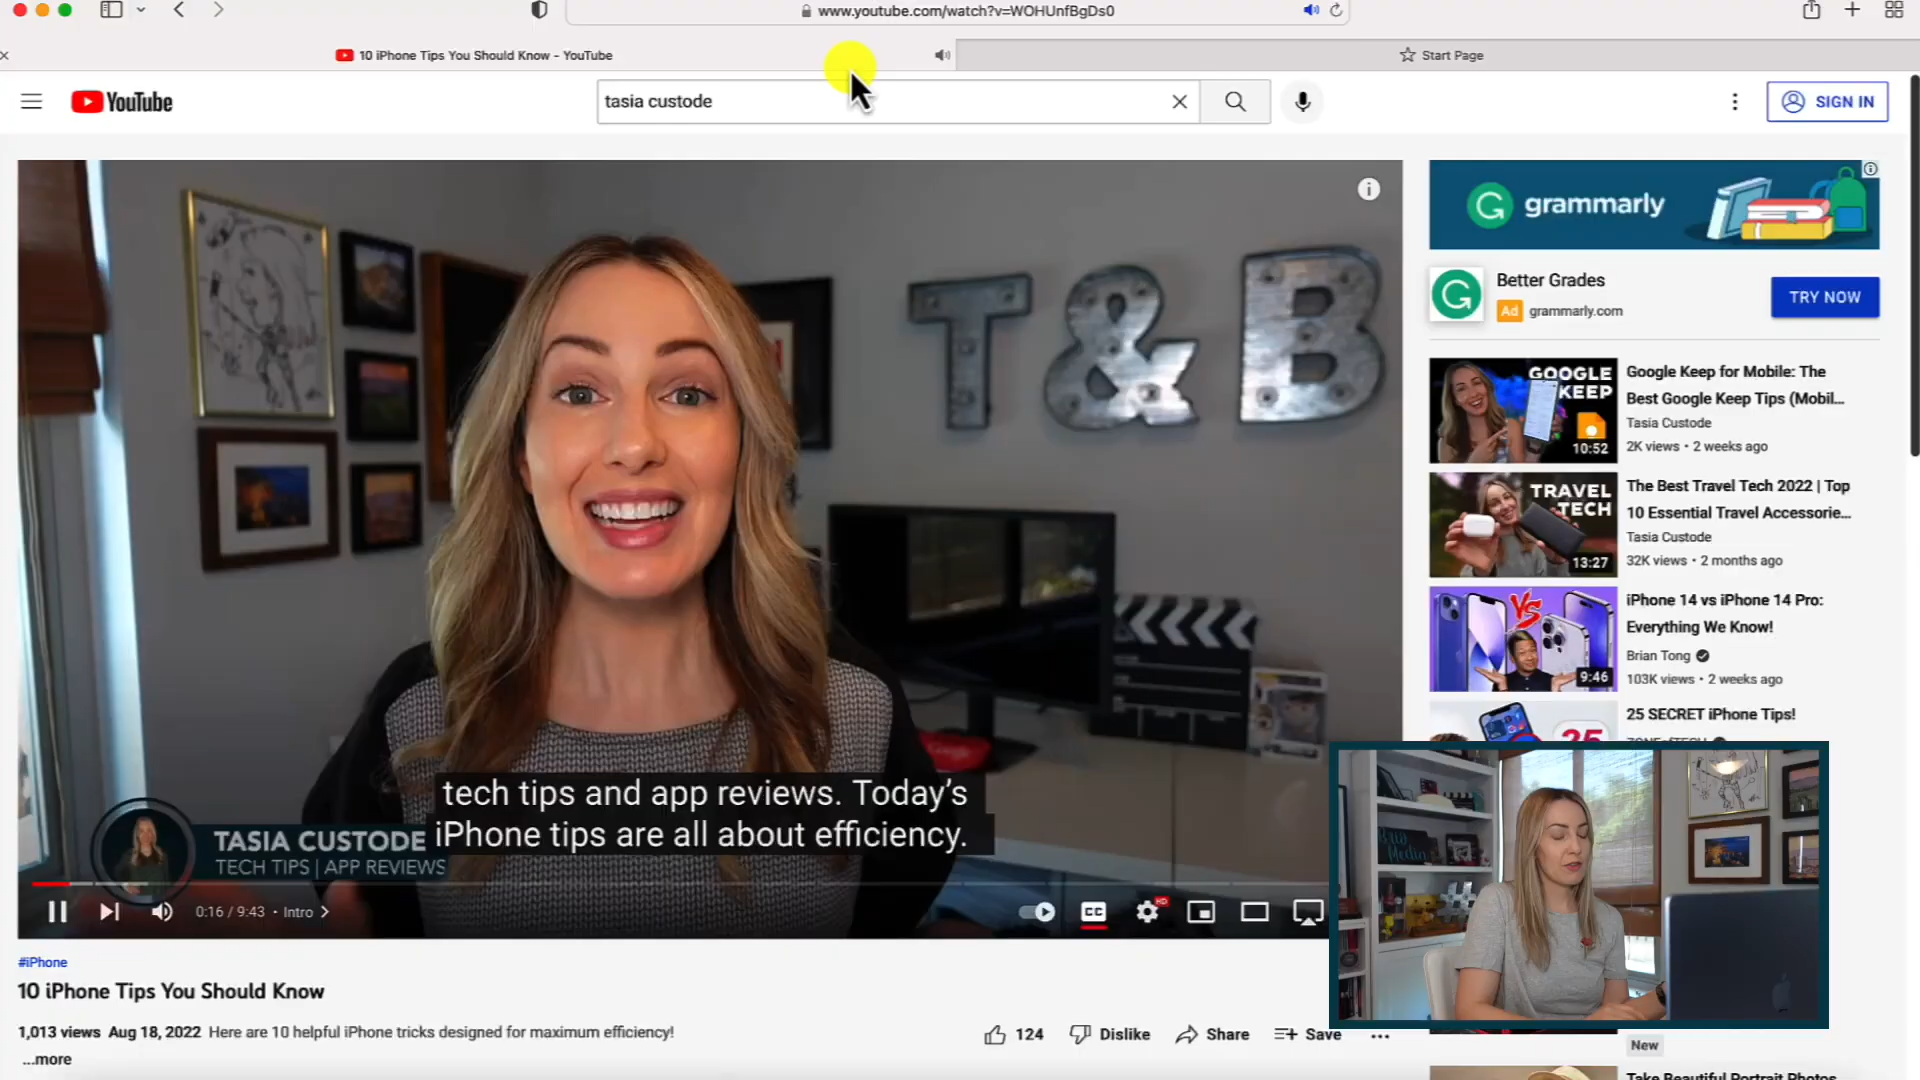 www.youtube.com/watch?v=WOHUnfBgDs0
10 iPhone Tips You Should Know - YouTube
Start Page
YouTube
tasia custode
SIGN IN
T&B
tech tips and app reviews. Today's
iPhone tips are all about efficiency.
TASIA CUSTODE
TECH TIPS | APP REVIEWS
0:16 / 9:43 • Intro
CC
HD
#iPhone
10 iPhone Tips You Should Know
1,013 views Aug 18, 2022 Here are 10 helpful iPhone tricks designed for maximum efficiency!
...more
124
Dislike
Share
Save
grammarly
Better Grades
Ad grammarly.com
TRY NOW
GOOGLE
KEEP
10:52
Google Keep for Mobile: The
Best Google Keep Tips (Mobil...
Tasia Custode
2K views • 2 weeks ago
TRAVEL
TECH
13:27
The Best Travel Tech 2022 | Top
10 Essential Travel Accessorie...
Tasia Custode
32K views • 2 months ago
VS
9:46
iPhone 14 vs iPhone 14 Pro:
Everything We Know!
Brian Tong
103K views • 2 weeks ago
25
25 SECRET iPhone Tips!
New
Take Beautiful Portrait Photos